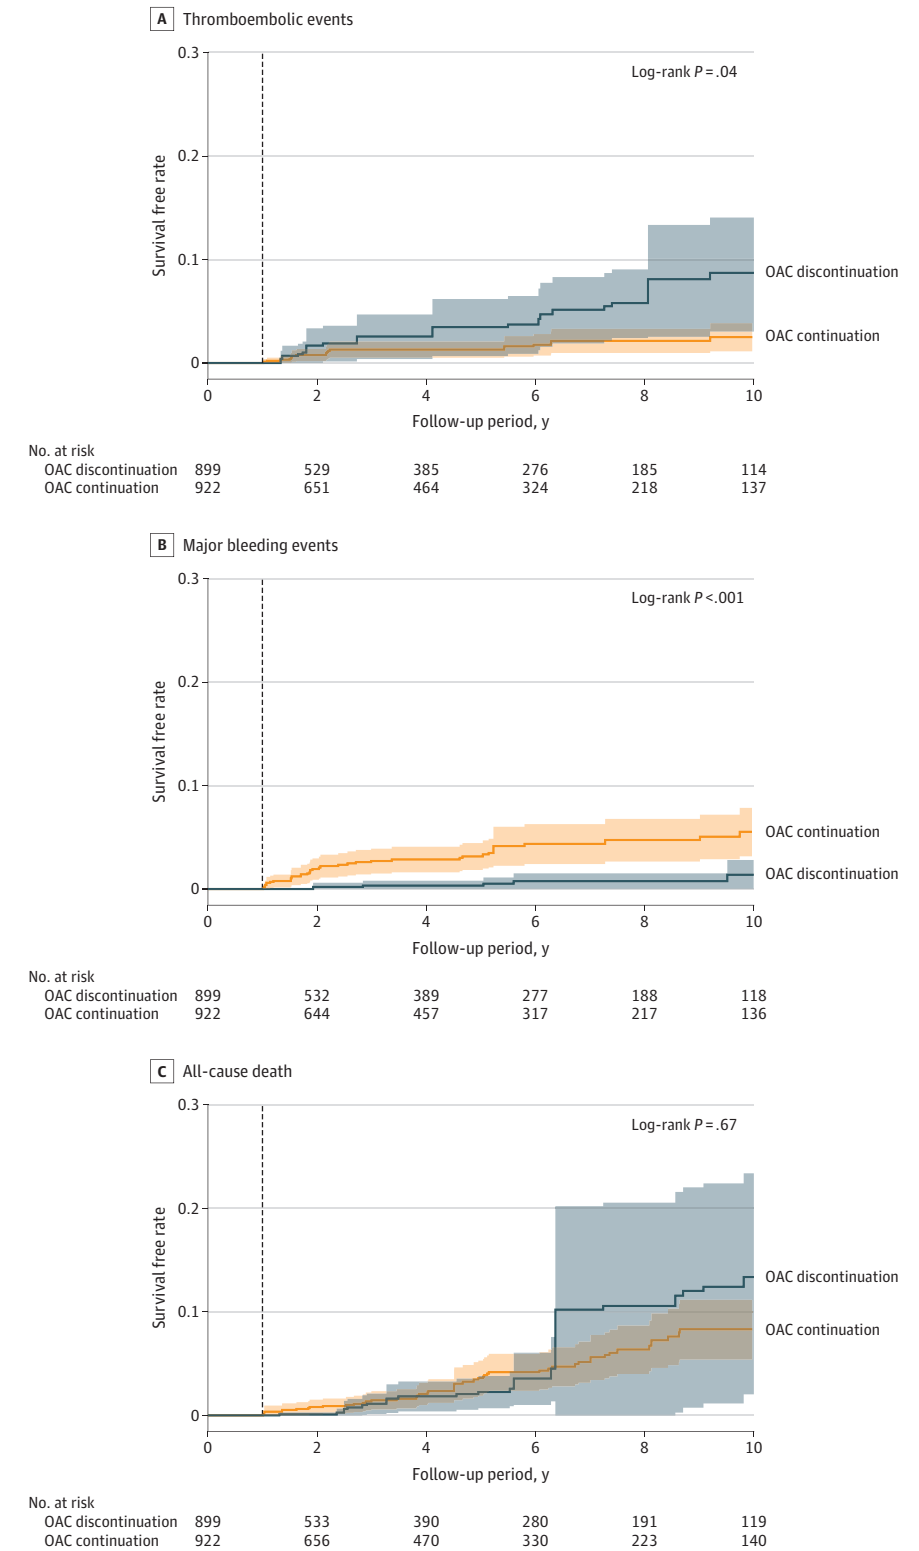 A Thromboembolic events
0.3
Log-rank P = .04
0.2
Survival free rate
0.1
OAC discontinuation
OAC continuation
0
0 2 4 6 8 10
Follow-up period, y
No. at risk
OAC discontinuation 899 529 385 276 185 114
OAC continuation 922 651 464 324 218 137
B Major bleeding events
0.3
Log-rank P <.001
0.2
Survival free rate
0.1
OAC continuation
OAC discontinuation
0
0 2 4 6 8 10
Follow-up period, y
No. at risk
OAC discontinuation 899 532 389 277 188 118
OAC continuation 922 644 457 317 217 136
C All-cause death
0.3
Log-rank P = .67
0.2
Survival free rate
OAC discontinuation
0.1
OAC continuation
0
0 2 4 6 8 10
Follow-up period, y
No. at risk
OAC discontinuation 899 533 390 280 191 119
OAC continuation 922 656 470 330 223 140